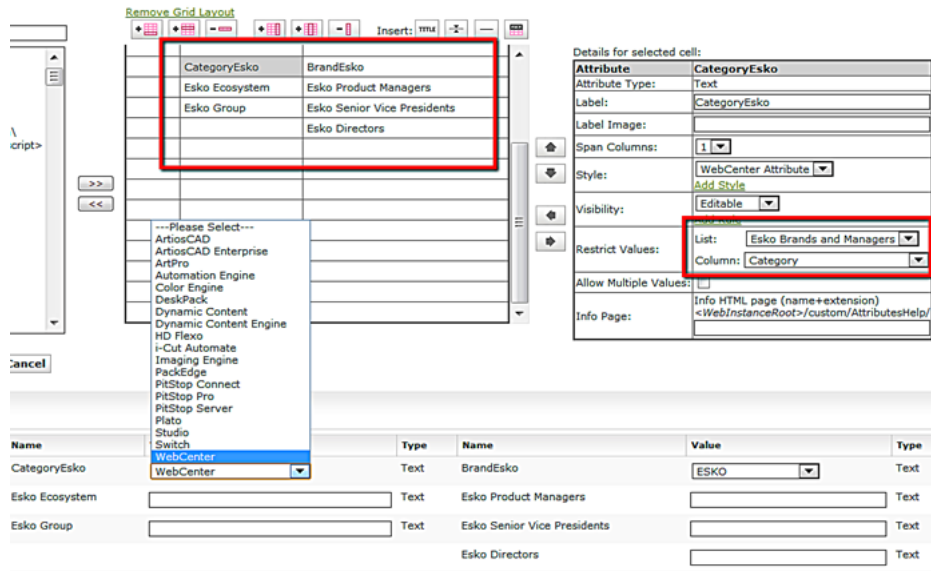 Remove Grid Layout
Insert: TITLE
Details for selected cell:
Attribute CategoryEsko
Attribute Type: Text
Label: CategoryEsko
Label Image:
Span Columns: 1
Style: WebCenter Attribute
Add Style
Visibility: Editable
Add Rule
Restrict Values: List: Esko Brands and Managers
Column: Category
Allow Multiple Values:
Info Page: Info HTML page (name+extension)
<WebInstanceRoot>/custom/AttributesHelp/
CategoryEsko BrandEsko
Esko Ecosystem Esko Product Managers
Esko Group Esko Senior Vice Presidents
Esko Directors
\
cript>
>>
<<
Cancel
---Please Select---
ArtiosCAD
ArtiosCAD Enterprise
ArtPro
Automation Engine
Color Engine
DeskPack
Dynamic Content
Dynamic Content Engine
HD Flexo
i-Cut Automate
Imaging Engine
PackEdge
PitStop Connect
PitStop Pro
PitStop Server
Plato
Studio
Switch
WebCenter
Name Type Name Value Type
CategoryEsko WebCenter Text BrandEsko ESKO Text
Esko Ecosystem Text Esko Product Managers Text
Esko Group Text Esko Senior Vice Presidents Text
Esko Directors Text